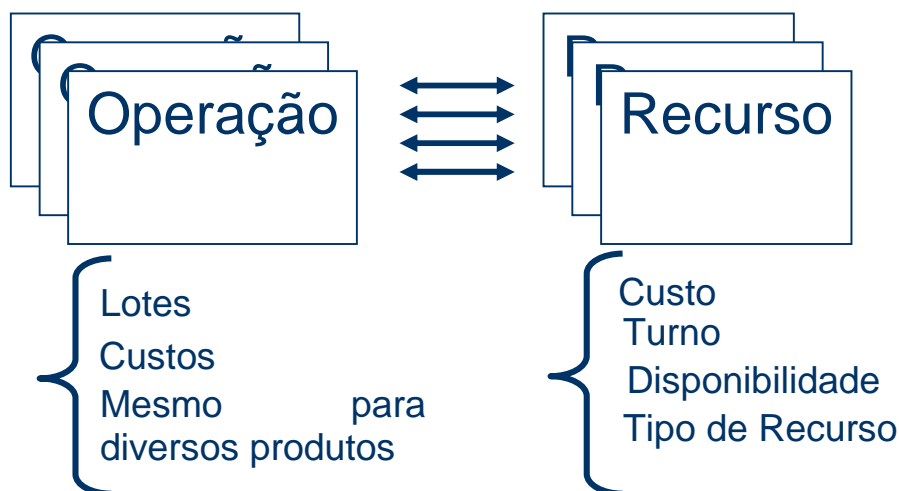 Operação
Recurso
Lotes
Custos
Mesmo para
diversos produtos
Custo
Turno
Disponibilidade
Tipo de Recurso